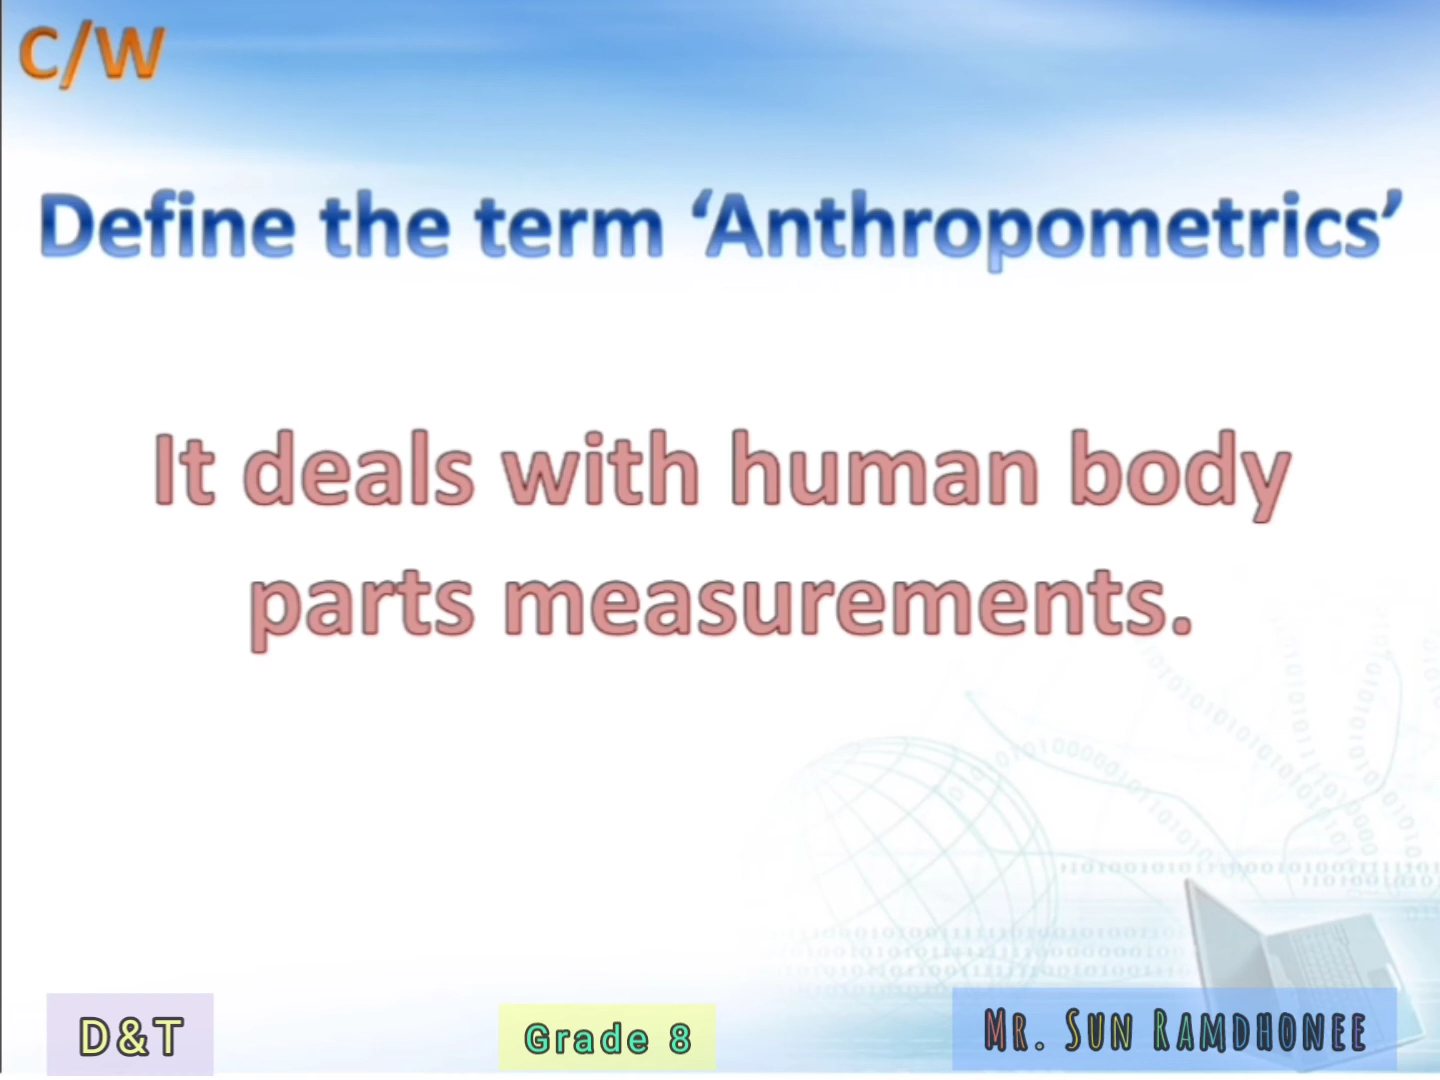 C/W
Define the term ‘Anthropometrics’
It deals with human body
parts measurements.
D&T
Grade 8
Mr. Sun Ramdhonee